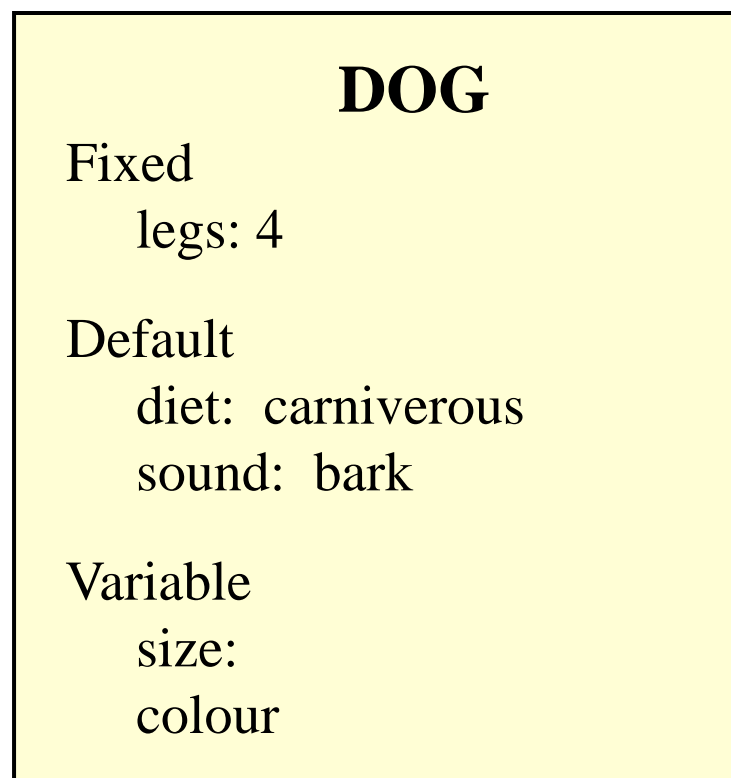 DOG
Fixed
legs: 4
Default
diet: carniverous
sound: bark
Variable
size:
colour